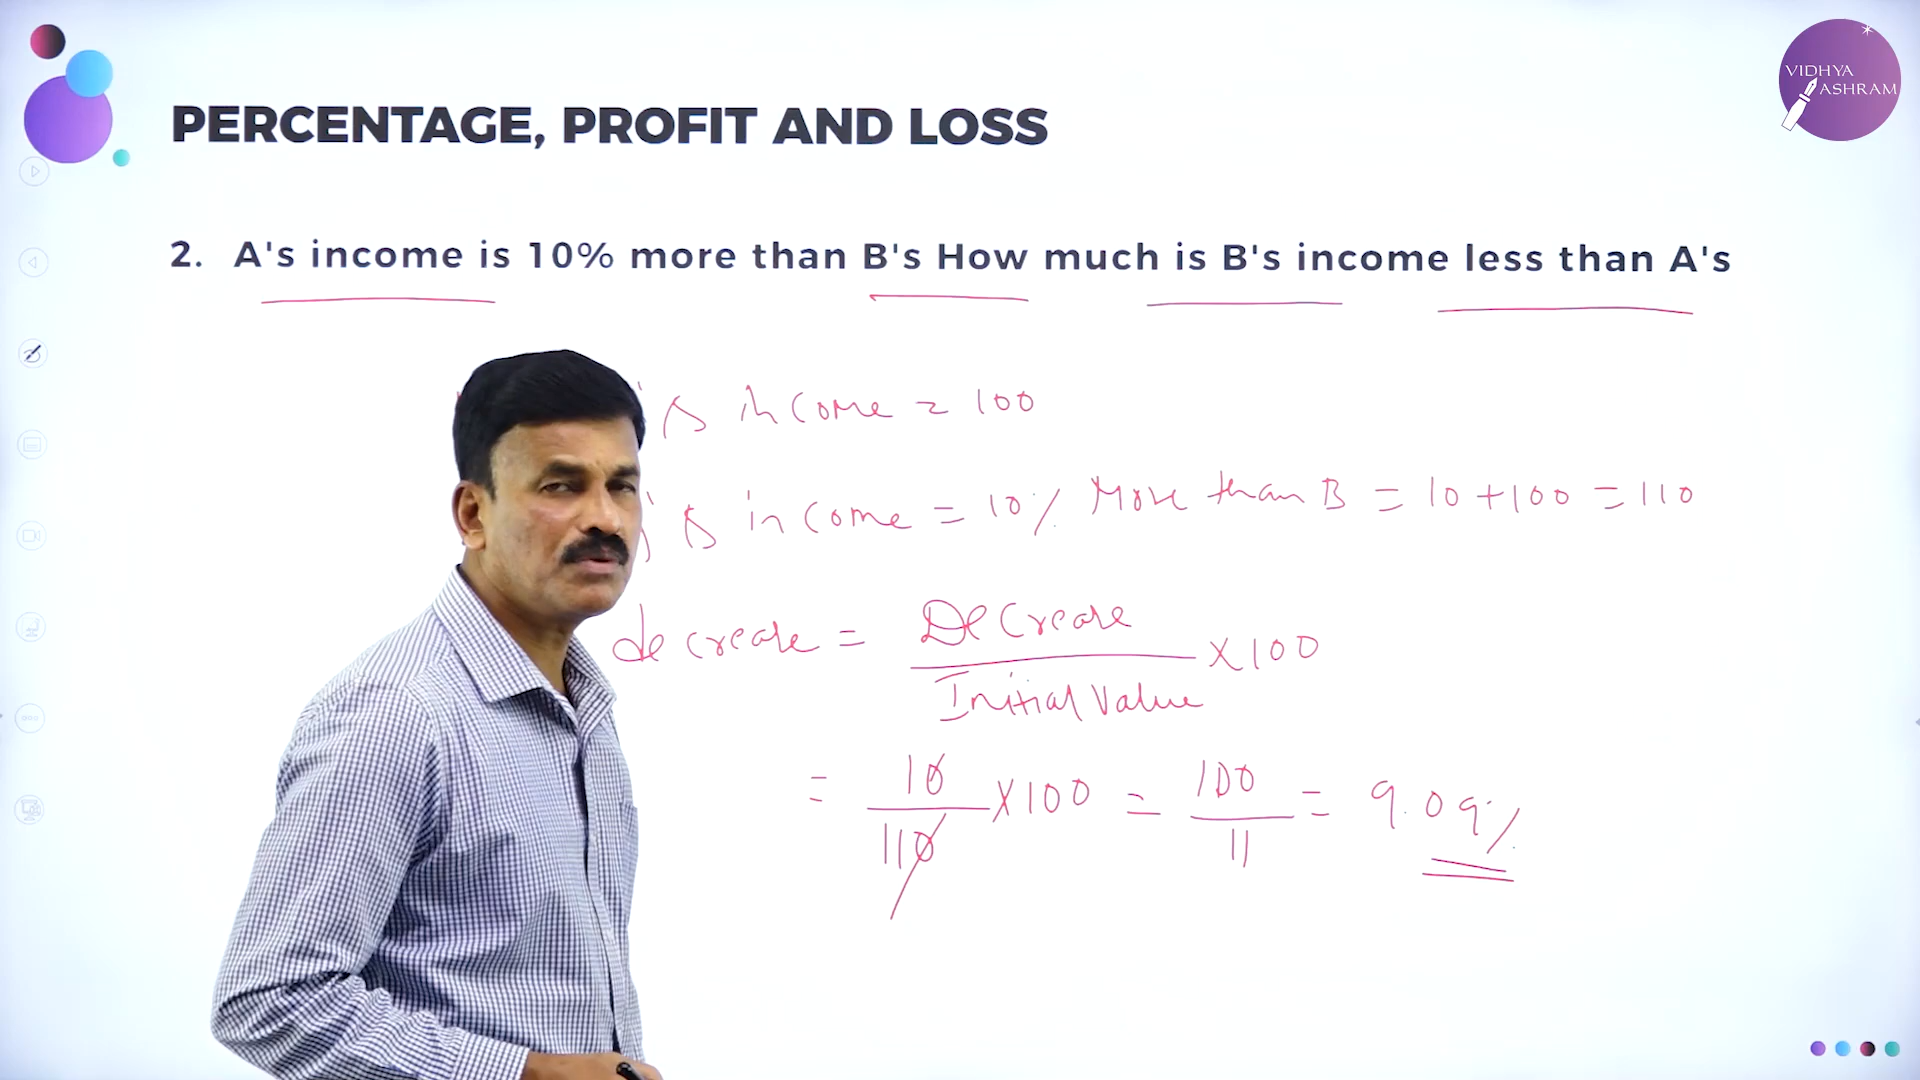 VIDHYA
ASHRAM
PERCENTAGE, PROFIT AND LOSS
2. A's income is 10% more than B's How much is B's income less than A's
's income = 100
's income = 10% More than B = 10 + 100 = 110
decrease = Decrease / Initial Value × 100
= 10 / 110 × 100 = 100 / 11 = 9.09%